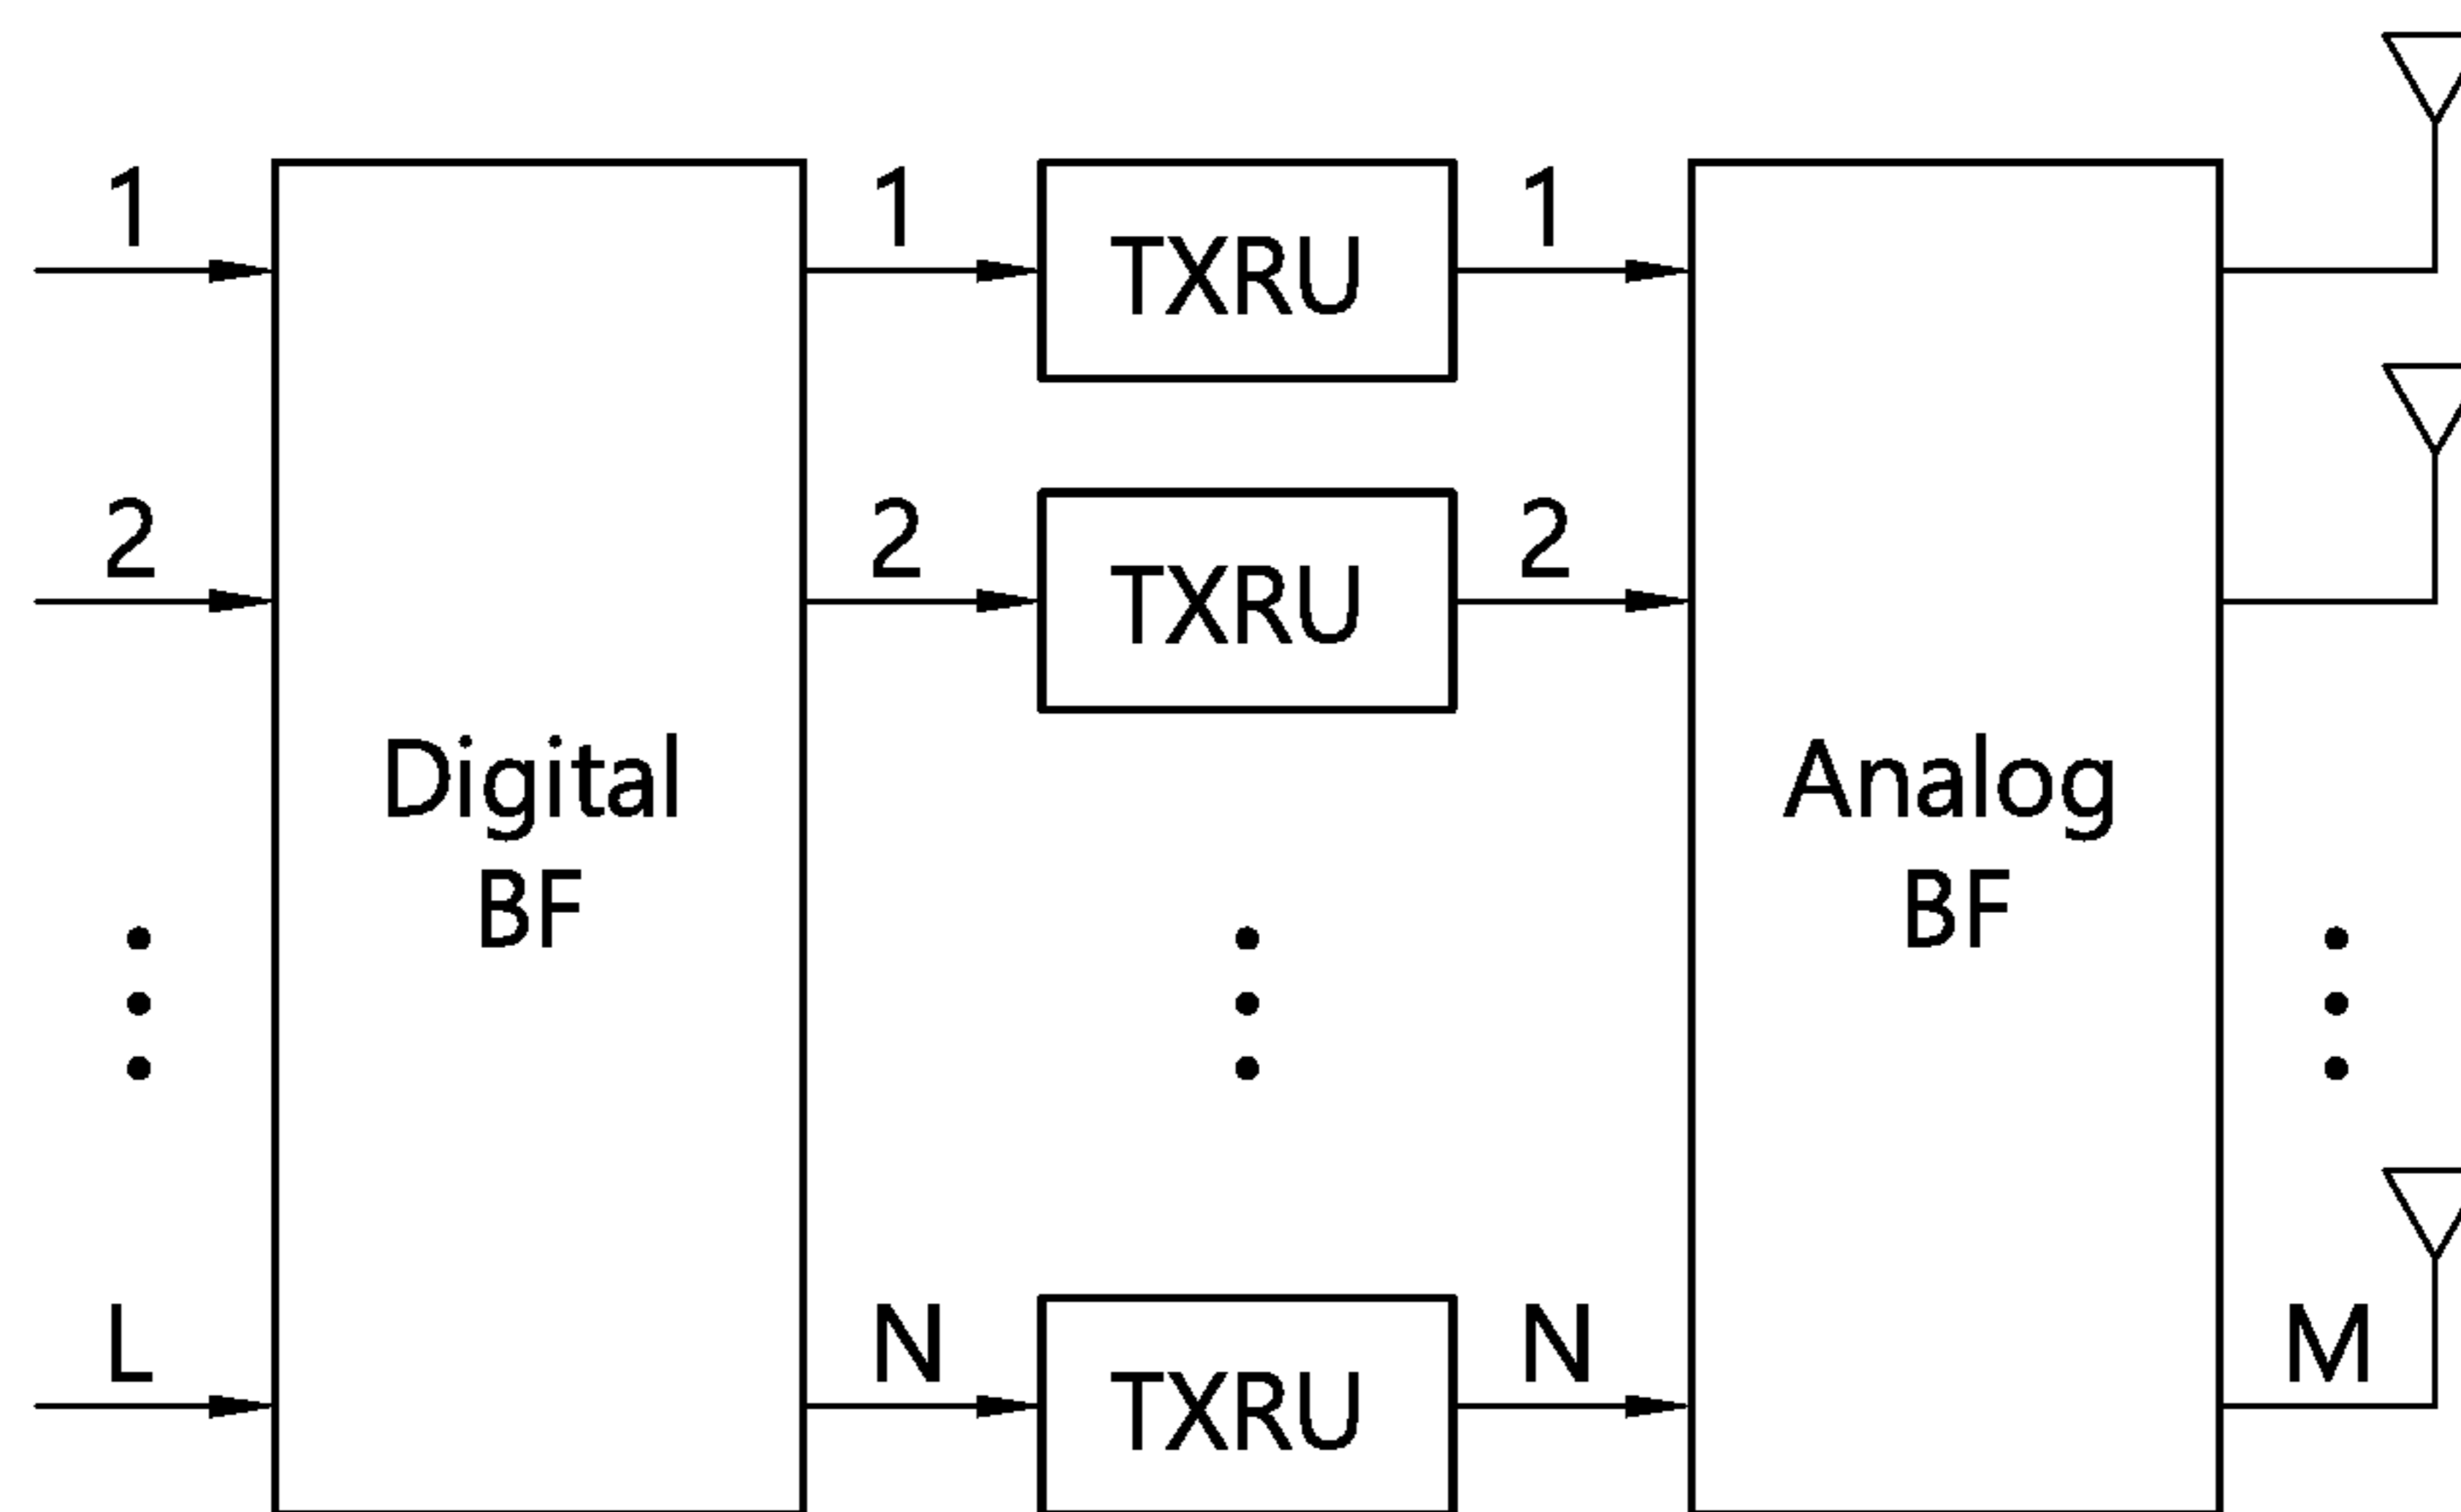 1 1 TXRU 1
2 2 TXRU 2
Digital
BF
Analog
BF
L N TXRU N M